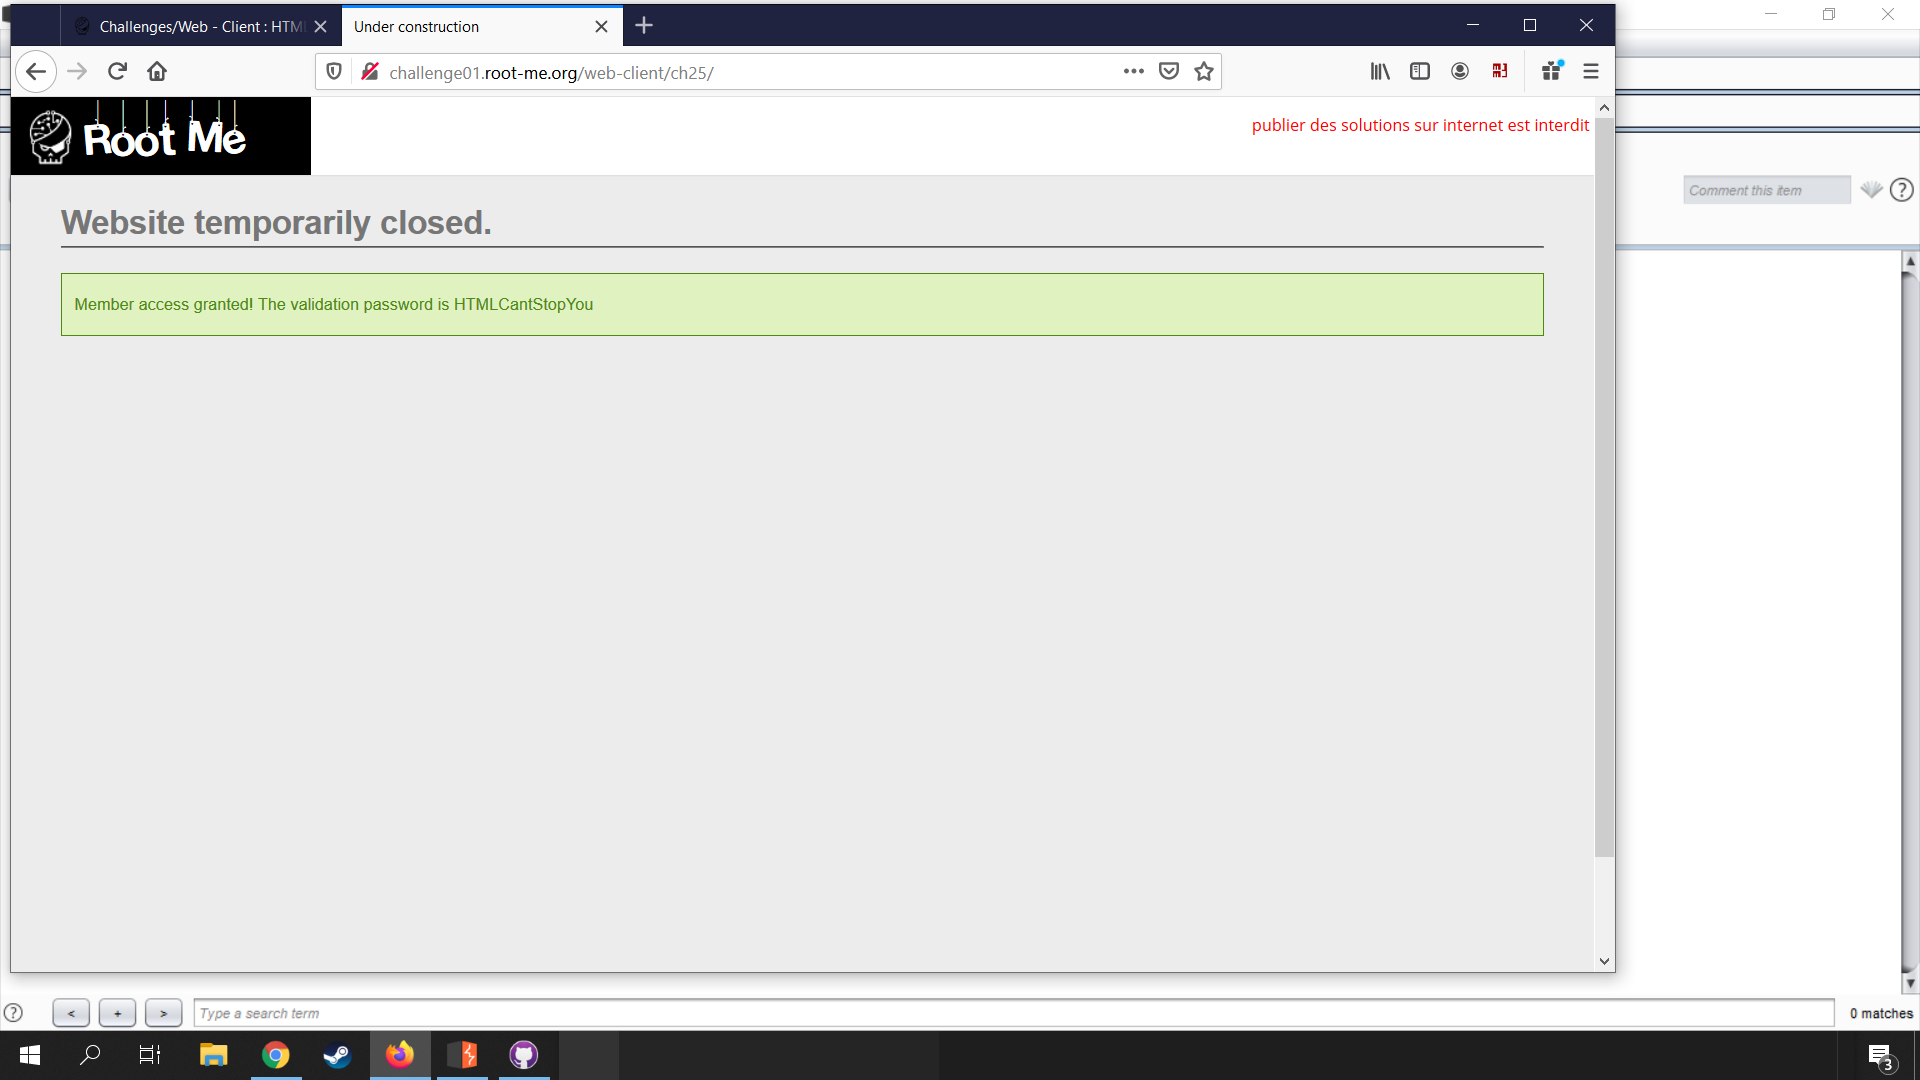 Challenges/Web - Client : HTM
Under construction
challenge01.root-me.org/web-client/ch25/
Root Me
publier des solutions sur internet est interdit
Comment this item
?
Website temporarily closed.
Member access granted! The validation password is HTMLCantStopYou
? < + > Type a search term 0 matches
3